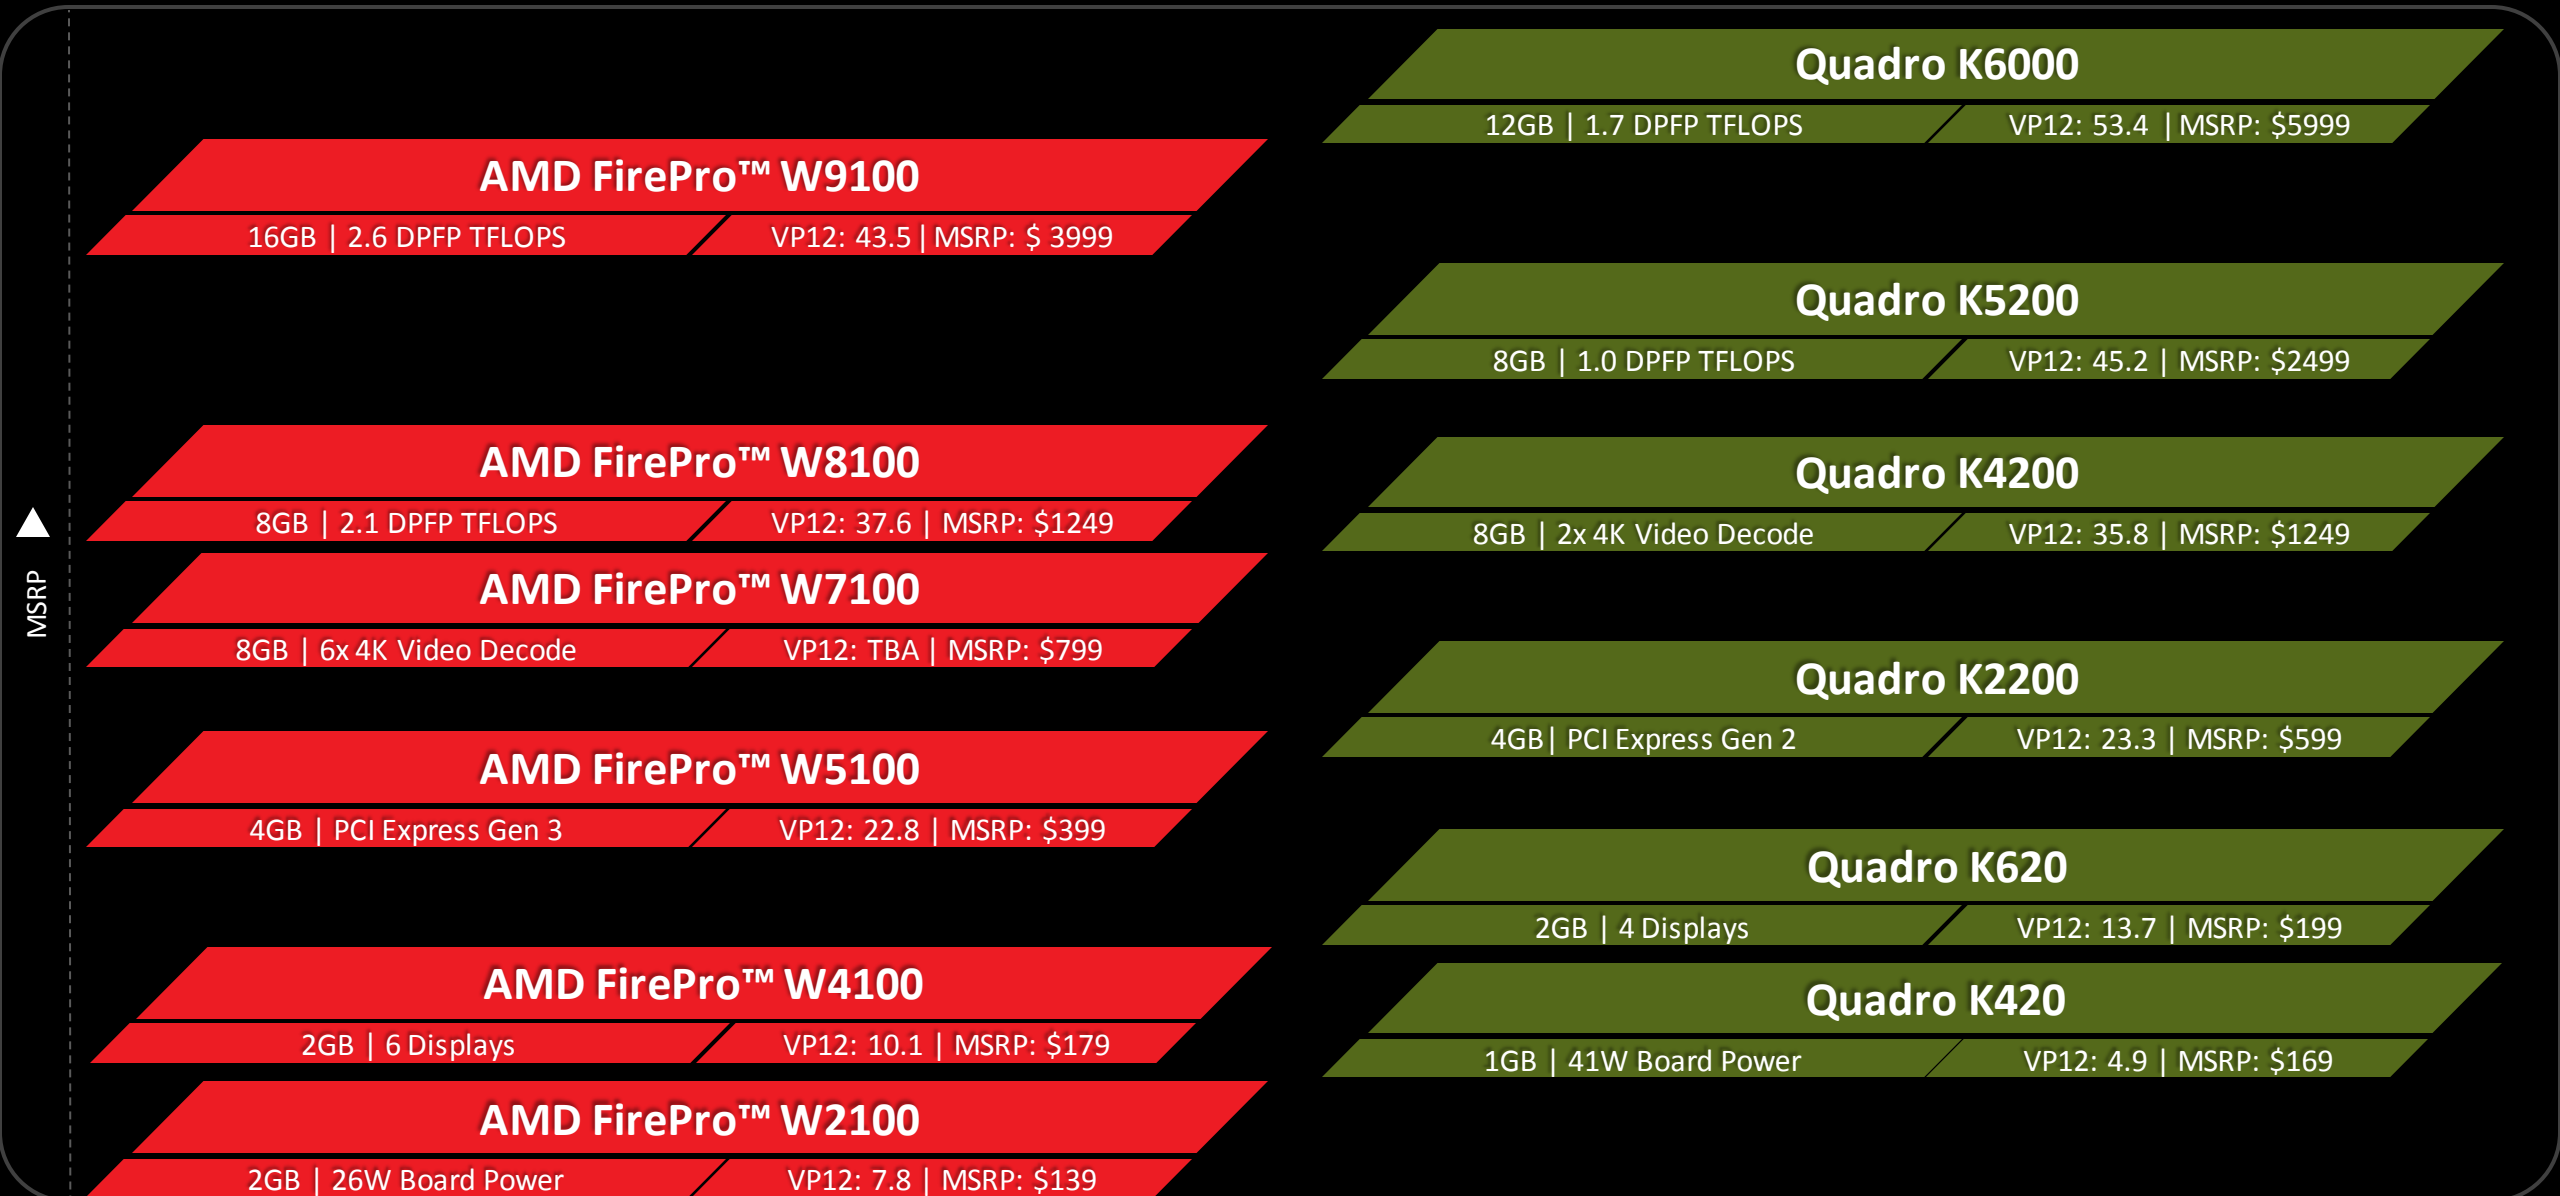 MSRP
AMD FirePro™ W9100
16GB | 2.6 DPFP TFLOPS
VP12: 43.5 | MSRP: $ 3999
AMD FirePro™ W8100
8GB | 2.1 DPFP TFLOPS
VP12: 37.6 | MSRP: $1249
AMD FirePro™ W7100
8GB | 6x 4K Video Decode
VP12: TBA | MSRP: $799
AMD FirePro™ W5100
4GB | PCI Express Gen 3
VP12: 22.8 | MSRP: $399
AMD FirePro™ W4100
2GB | 6 Displays
VP12: 10.1 | MSRP: $179
AMD FirePro™ W2100
2GB | 26W Board Power
VP12: 7.8 | MSRP: $139
Quadro K6000
12GB | 1.7 DPFP TFLOPS
VP12: 53.4 | MSRP: $5999
Quadro K5200
8GB | 1.0 DPFP TFLOPS
VP12: 45.2 | MSRP: $2499
Quadro K4200
8GB | 2x 4K Video Decode
VP12: 35.8 | MSRP: $1249
Quadro K2200
4GB| PCI Express Gen 2
VP12: 23.3 | MSRP: $599
Quadro K620
2GB | 4 Displays
VP12: 13.7 | MSRP: $199
Quadro K420
1GB | 41W Board Power
VP12: 4.9 | MSRP: $169